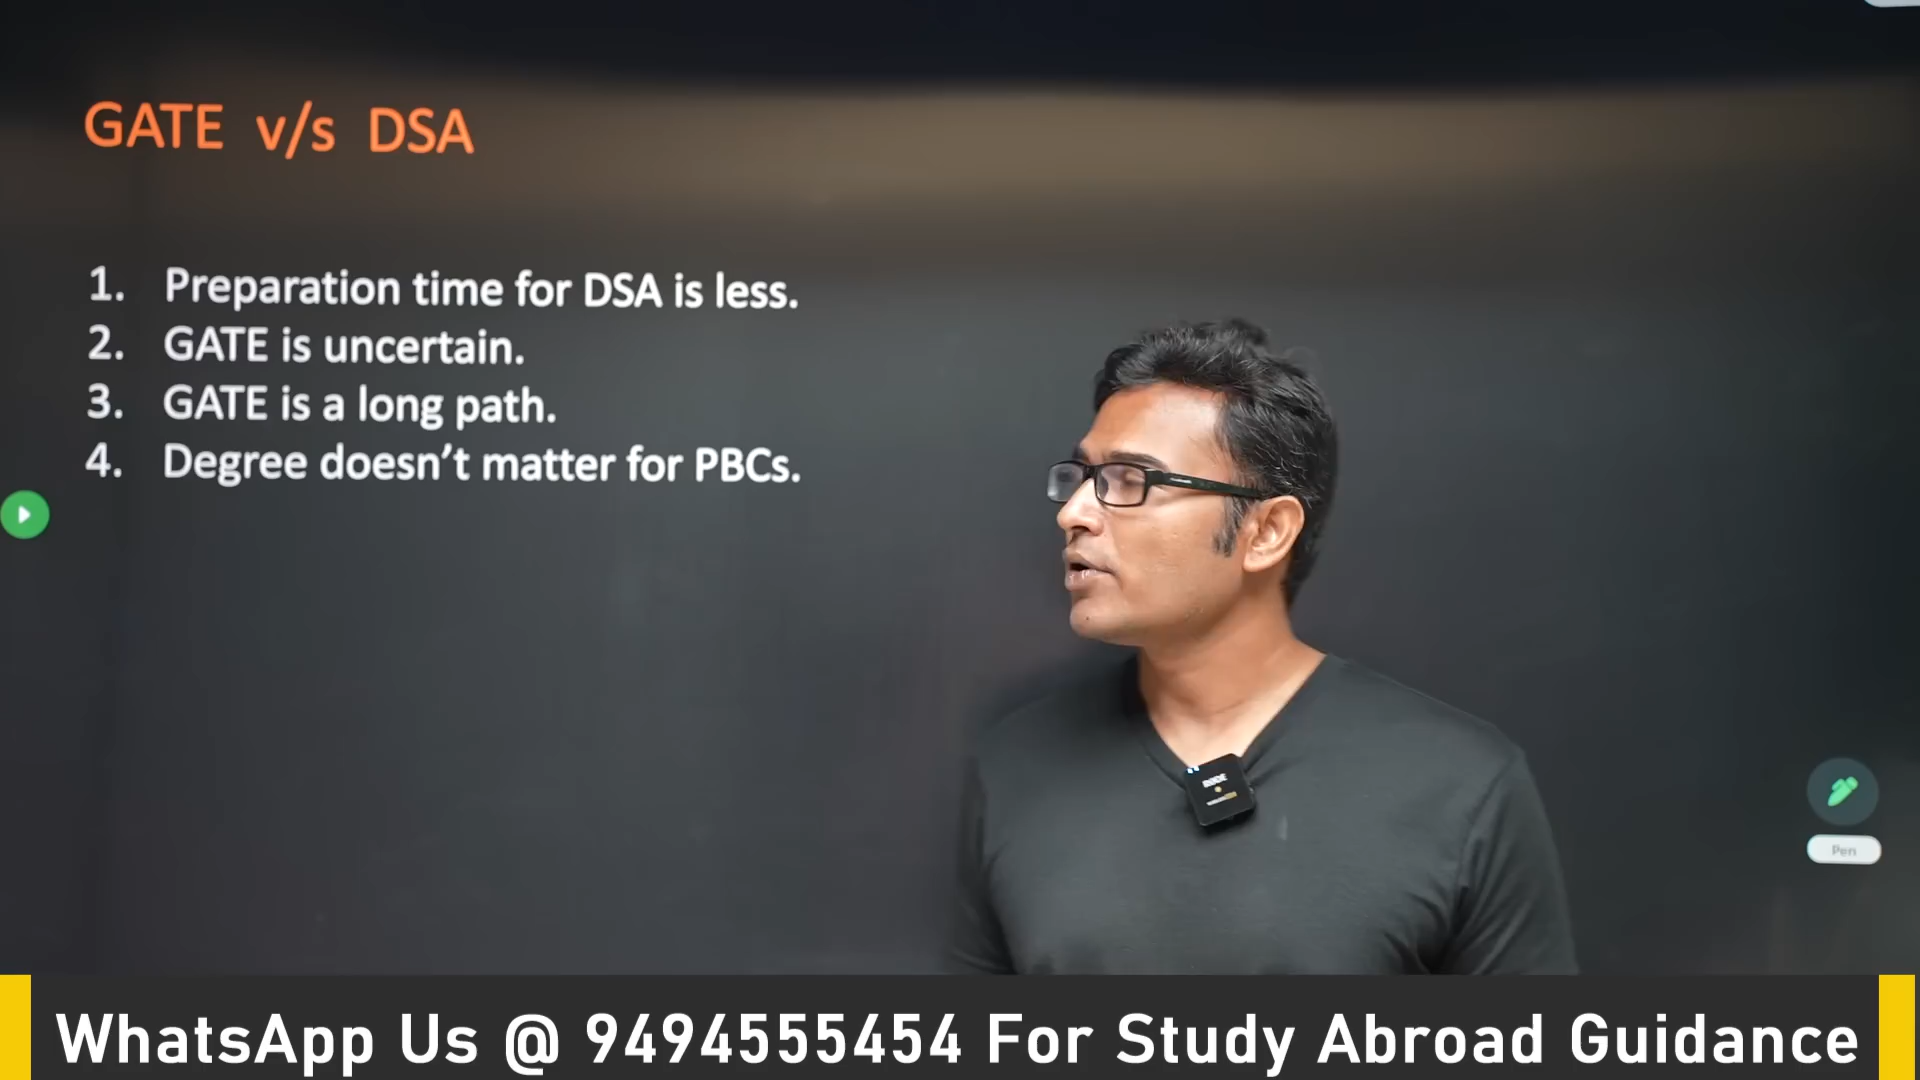 GATE v/s DSA
1. Preparation time for DSA is less.
2. GATE is uncertain.
3. GATE is a long path.
4. Degree doesn't matter for PBCs.
RODE
Pen
WhatsApp Us @ 9494555454 For Study Abroad Guidance